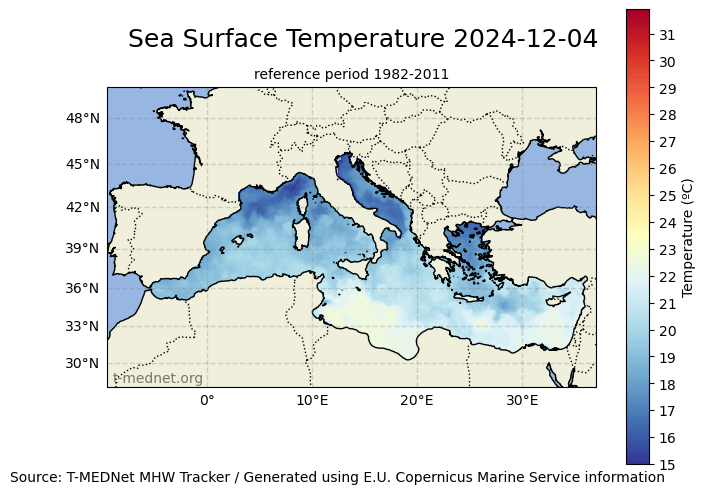 Sea Surface Temperature 2024-12-04
reference period 1982-2011
48°N
45°N
42°N
39°N
36°N
33°N
30°N
t-mednet.org
0°
10°E
20°E
30°E
31
30
29
28
27
26
25
24
23
22
21
20
19
18
17
16
15
Temperature (ºC)
Source: T-MEDNet MHW Tracker / Generated using E.U. Copernicus Marine Service information